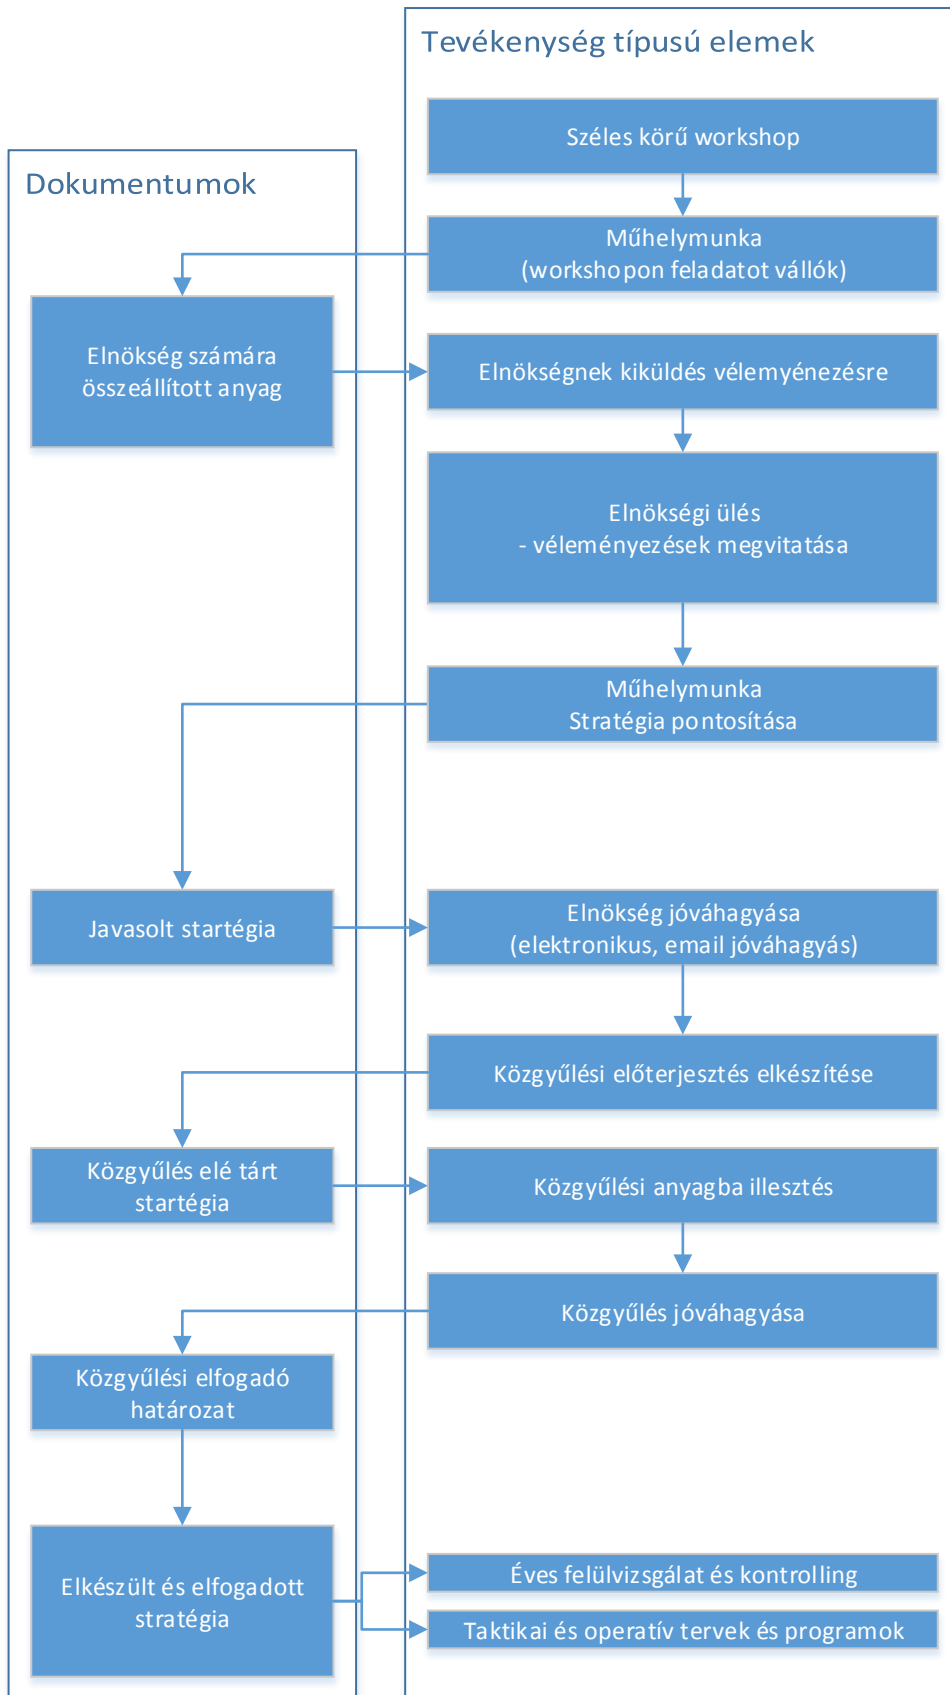 Tevékenység típusú elemek
Széles körű workshop
Dokumentumok
Műhelymunka
(workshopon feladatot vállók)
Elnökség számára
összeállított anyag
Elnökségnek kiküldés vélemyénezésre
Elnökségi ülés
- véleményezések megvitatása
Műhelymunka
Stratégia pontosítása
Javasolt startégia
Elnökség jóváhagyása
(elektronikus, email jóváhagyás)
Közgyűlési előterjesztés elkészítése
Közgyűlés elé tárt
startégia
Közgyűlési anyagba illesztés
Közgyűlés jóváhagyása
Közgyűlési elfogadó
határozat
Elkészült és elfogadott
stratégia
Éves felülvizsgálat és kontrolling
Taktikai és operatív tervek és programok